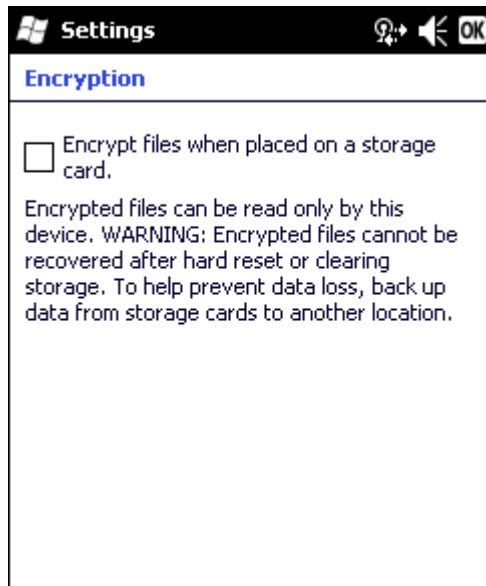 Settings
OK
Encryption
Encrypt files when placed on a storage
card.
Encrypted files can be read only by this
device. WARNING: Encrypted files cannot be
recovered after hard reset or clearing
storage. To help prevent data loss, back up
data from storage cards to another location.